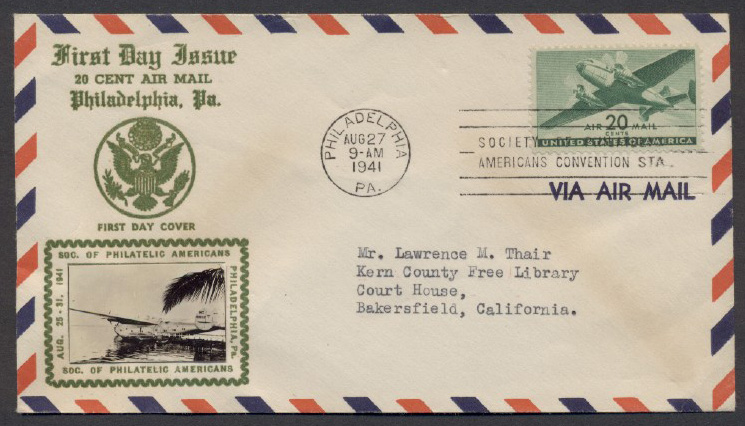 First Day Issue
20 CENT AIR MAIL
Philadelphia, Pa.
FIRST DAY COVER
SOC. OF PHILATELIC AMERICANS
AUG. 25-31, 1941
PHILADELPHIA, Pa.
SOC. OF PHILATELIC AMERICANS
PHILADELPHIA
AUG 27
9-AM
1941
PA.
AIR 20 MAIL
CENTS
UNITED STATES OF AMERICA
SOCIETY
AMERICANS CONVENTION STA.
VIA AIR MAIL
Mr. Lawrence M. Thair
Kern County Free Library
Court House,
Bakersfield, California.